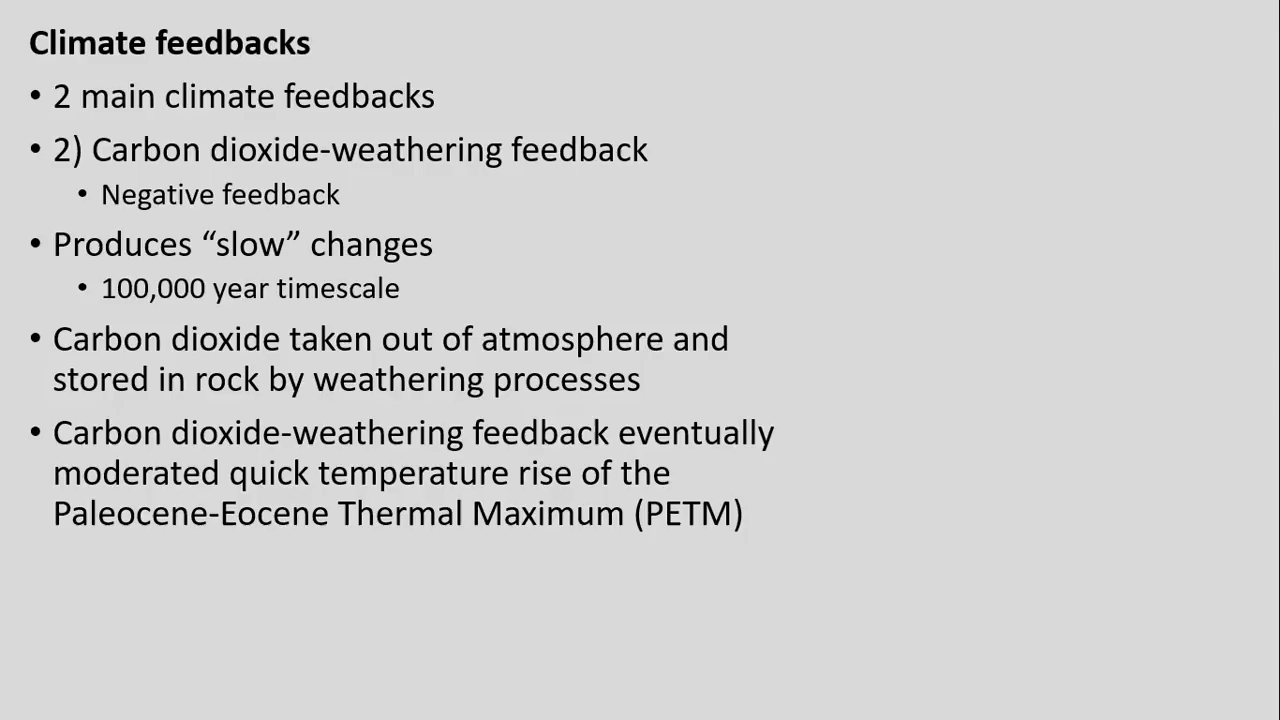 Climate feedbacks
• 2 main climate feedbacks
• 2) Carbon dioxide-weathering feedback
• Negative feedback
• Produces “slow” changes
• 100,000 year timescale
• Carbon dioxide taken out of atmosphere and
stored in rock by weathering processes
• Carbon dioxide-weathering feedback eventually
moderated quick temperature rise of the
Paleocene-Eocene Thermal Maximum (PETM)